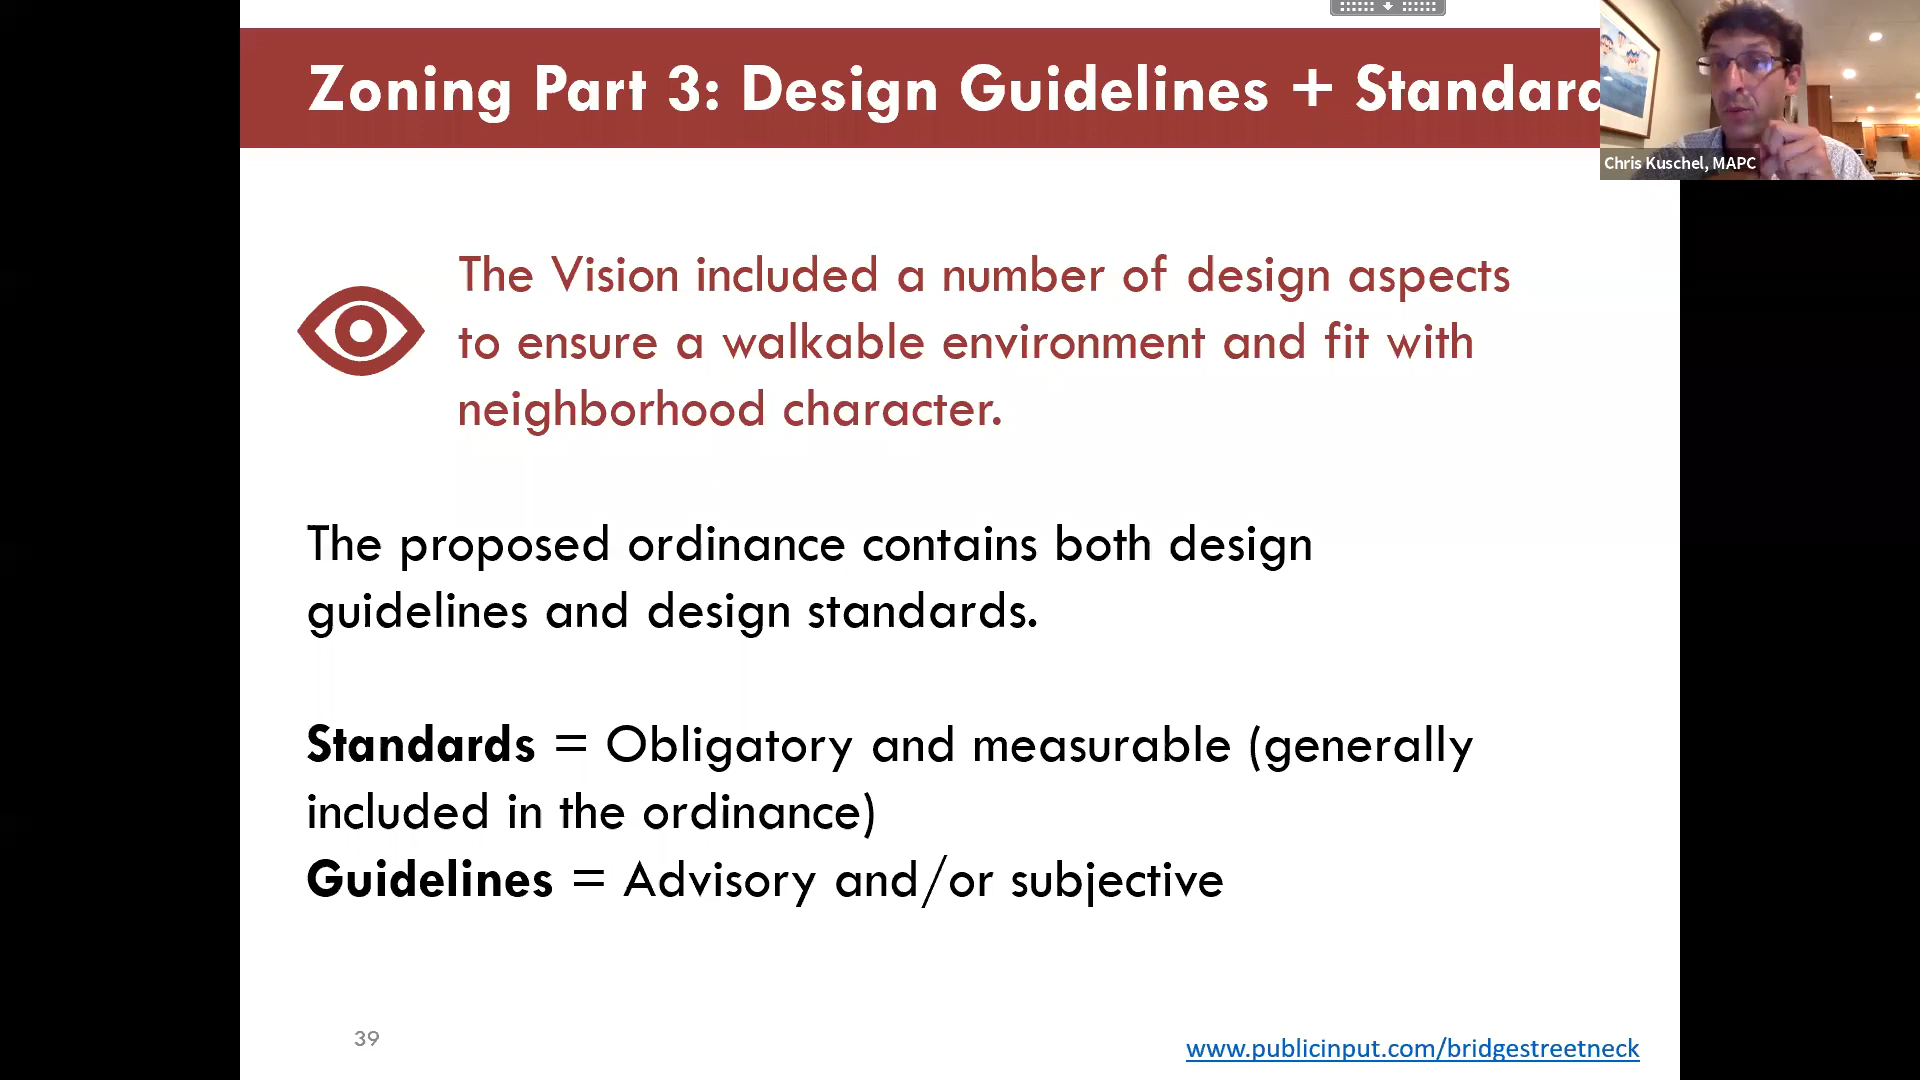 Zoning Part 3: Design Guidelines + Standard
Chris Kuschel, MAPC
The Vision included a number of design aspects
to ensure a walkable environment and fit with
neighborhood character.
The proposed ordinance contains both design
guidelines and design standards.
Standards = Obligatory and measurable (generally
included in the ordinance)
Guidelines = Advisory and/or subjective
39
www.publicinput.com/bridgestreetneck